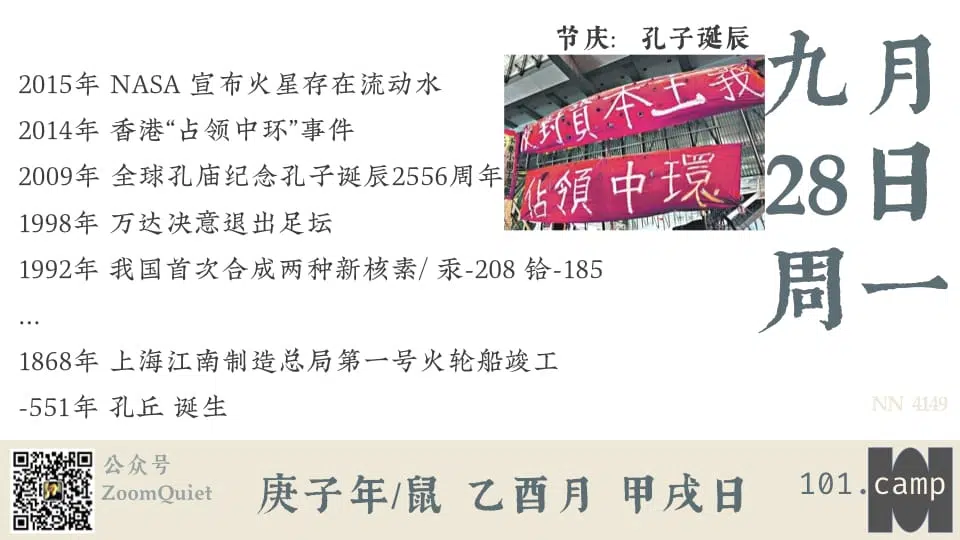 节庆: 孔子诞辰
2015年 NASA 宣布火星存在流动水
2014年 香港“占领中环”事件
2009年 全球孔庙纪念孔子诞辰2556周年
1998年 万达决意退出足坛
1992年 我国首次合成两种新核素/ 汞-208 铪-185
...
1868年 上海江南制造总局第一号火轮船竣工
-551年 孔丘 诞生
封資本主義
佔領中環
九月
28日
周一
NN 4149
公众号
ZoomQuiet
庚子年/鼠 乙酉月 甲戌日
101.camp